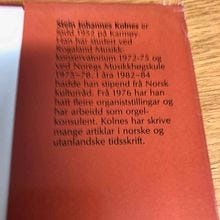 Stein Johannes Kolnes er
fødd 1932 på Karmøy.
Han har studert ved
Rogaland Musikk-
konservatorium 1972-75 og
ved Noregs Musikkhøgskule
1975–78. I åra 1982–84
hadde han stipend frå Norsk
kulturråd. Frå 1976 har han
hatt fleire organiststillingar og
har arbeidd som orgel-
konsulent. Kolnes har skrive
mange artiklar i norske og
utanlandske tidsskrift.